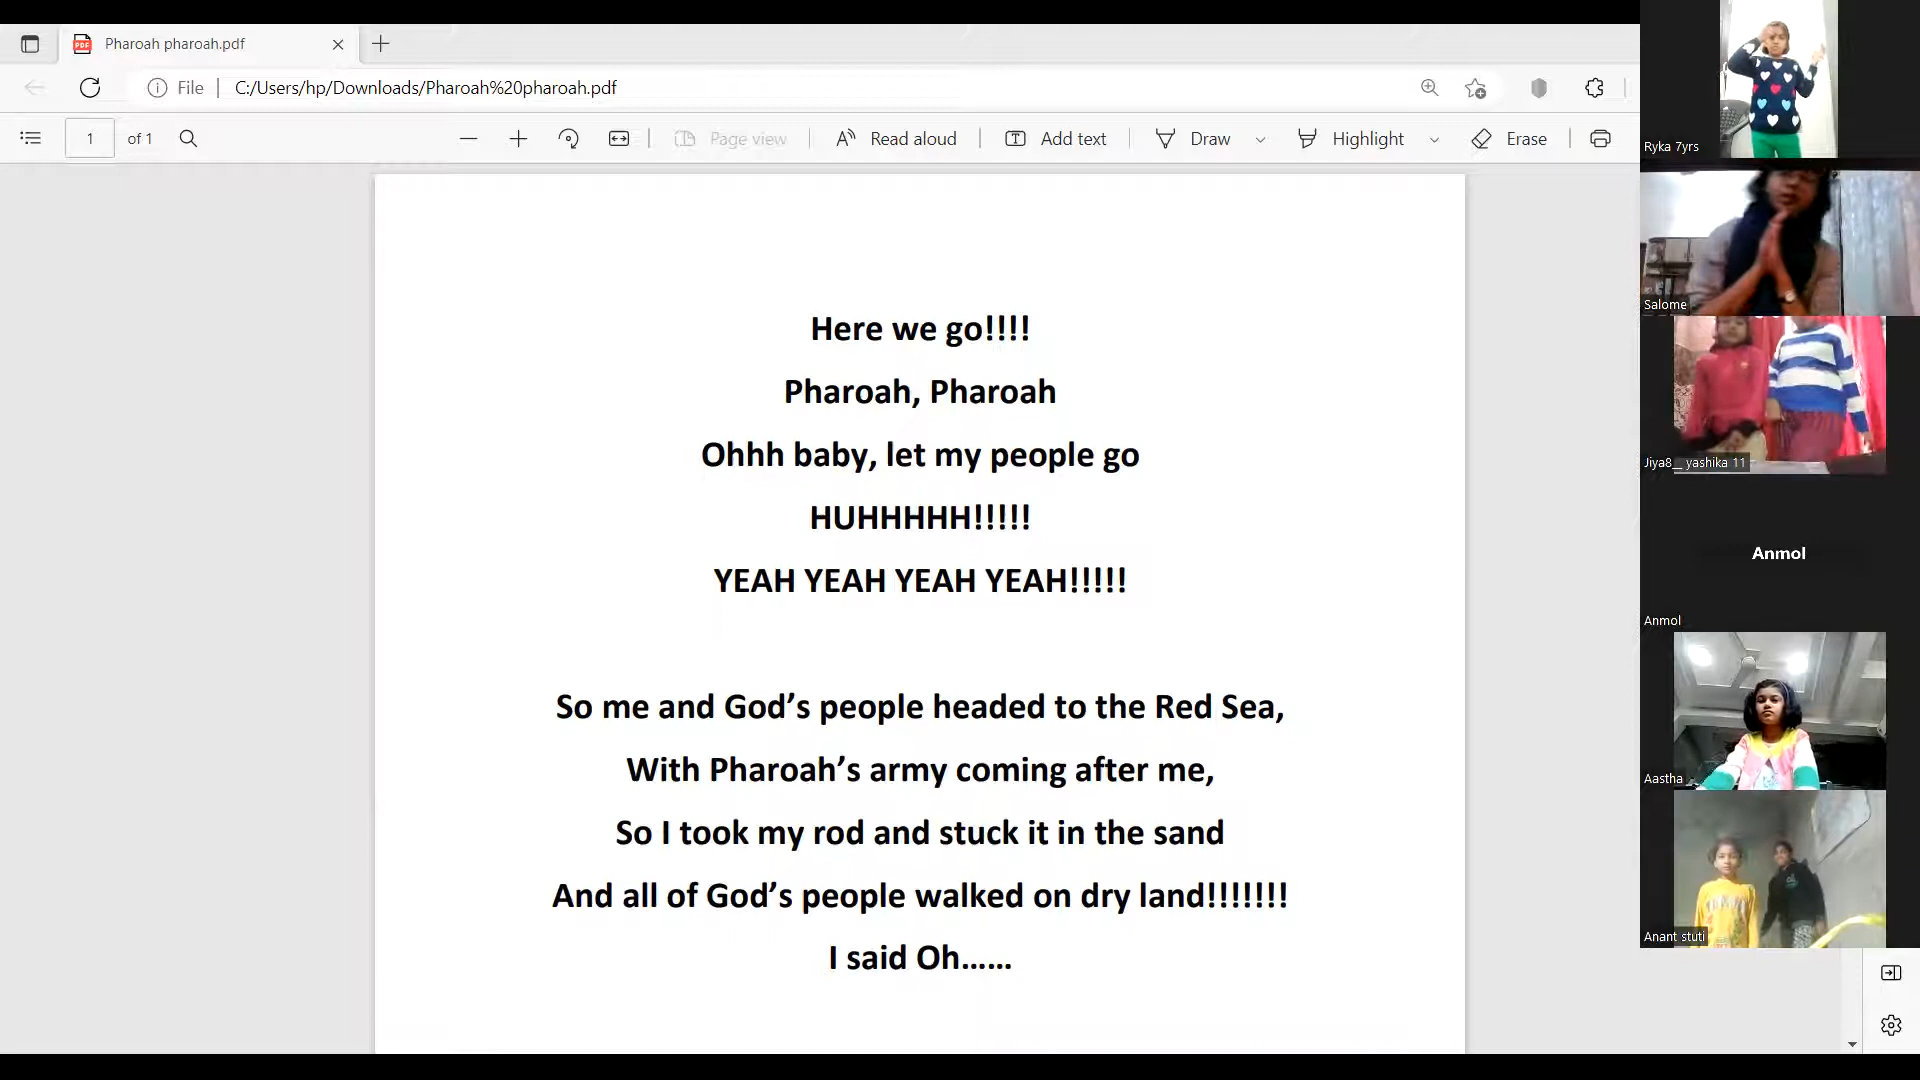 Pharoah pharoah.pdf
File
C:/Users/hp/Downloads/Pharoah%20pharoah.pdf
1 of 1
Page view
Read aloud
Add text
Draw
Highlight
Erase
Here we go!!!!
Pharoah, Pharoah
Ohhh baby, let my people go
HUHHHHH!!!!!
YEAH YEAH YEAH YEAH!!!!!
So me and God’s people headed to the Red Sea,
With Pharoah’s army coming after me,
So I took my rod and stuck it in the sand
And all of God’s people walked on dry land!!!!!!!
I said Oh……
Ryka 7yrs
Salome
Jiya8__ yashika 11
Anmol
Anmol
Aastha
Anant stuti